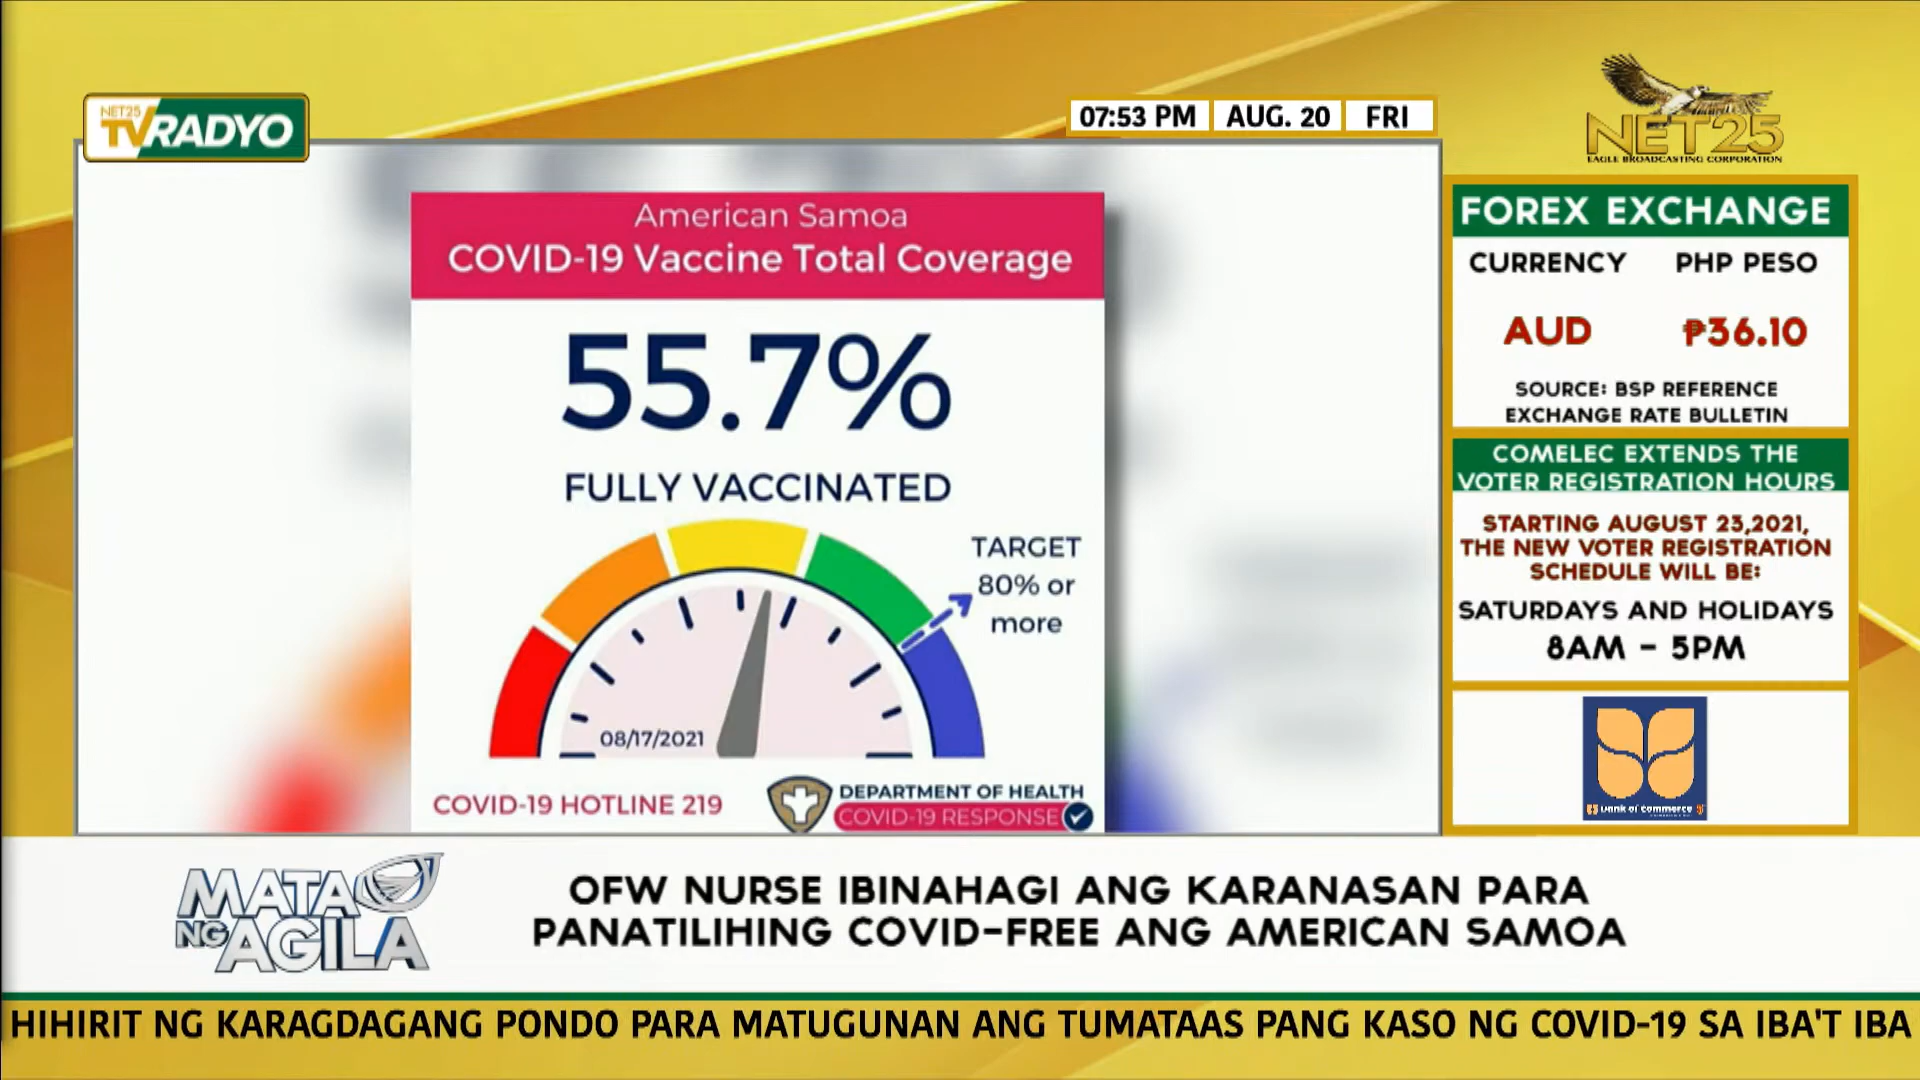 NET25
TVRADYO
07:53 PM AUG. 20 FRI
NET25
EAGLE BROADCASTING CORPORATION
American Samoa
COVID-19 Vaccine Total Coverage
55.7%
FULLY VACCINATED
TARGET
80% or
more
08/17/2021
COVID-19 HOTLINE 219
DEPARTMENT OF HEALTH
COVID-19 RESPONSE
FOREX EXCHANGE
CURRENCY PHP PESO
AUD ₱36.10
SOURCE: BSP REFERENCE
EXCHANGE RATE BULLETIN
COMELEC EXTENDS THE
VOTER REGISTRATION HOURS
STARTING AUGUST 23,2021,
THE NEW VOTER REGISTRATION
SCHEDULE WILL BE:
SATURDAYS AND HOLIDAYS
8AM - 5PM
Bank of Commerce
MATA
NG AGILA
OFW NURSE IBINAHAGI ANG KARANASAN PARA
PANATILIHING COVID-FREE ANG AMERICAN SAMOA
HIHIRIT NG KARAGDAGANG PONDO PARA MATUGUNAN ANG TUMATAAS PANG KASO NG COVID-19 SA IBA'T IBA